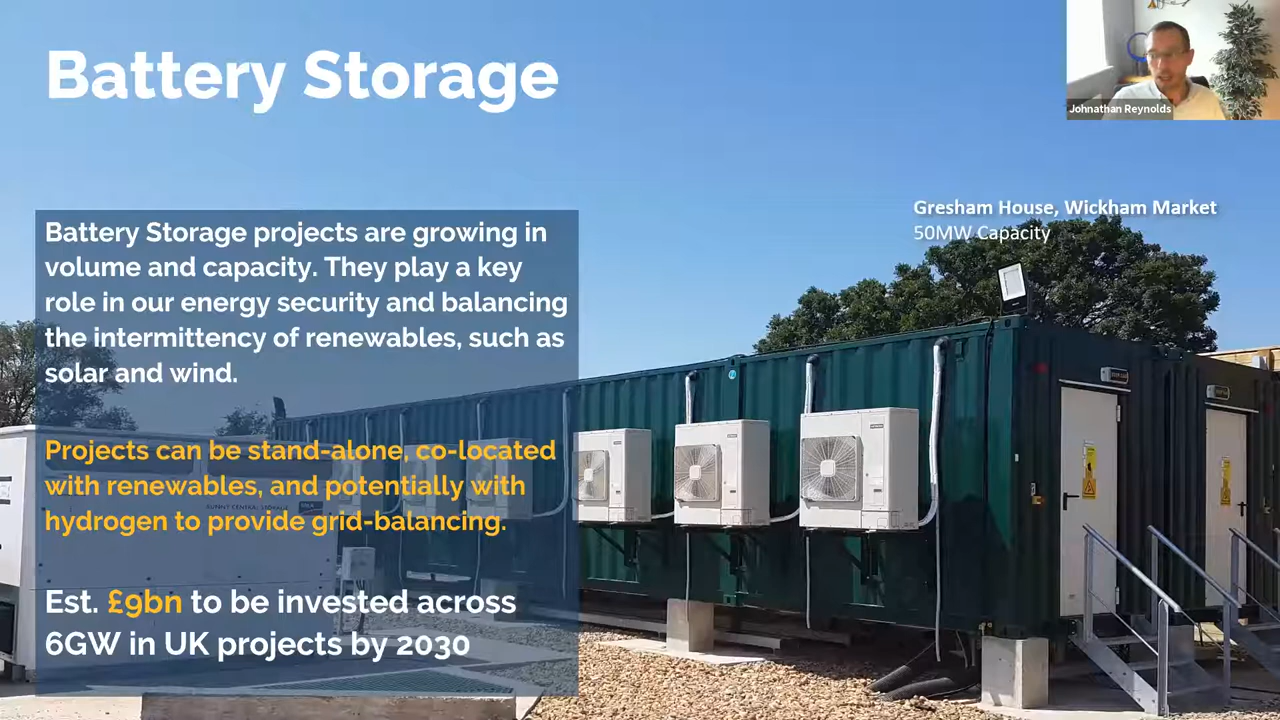 Battery Storage
Johnathan Reynolds
Gresham House, Wickham Market
50MW Capacity
Battery Storage projects are growing in
volume and capacity. They play a key
role in our energy security and balancing
the intermittency of renewables, such as
solar and wind.
Projects can be stand-alone, co-located
with renewables, and potentially with
hydrogen to provide grid-balancing.
SUNNY CENTRAL STORAGE
Est. £9bn to be invested across
6GW in UK projects by 2030